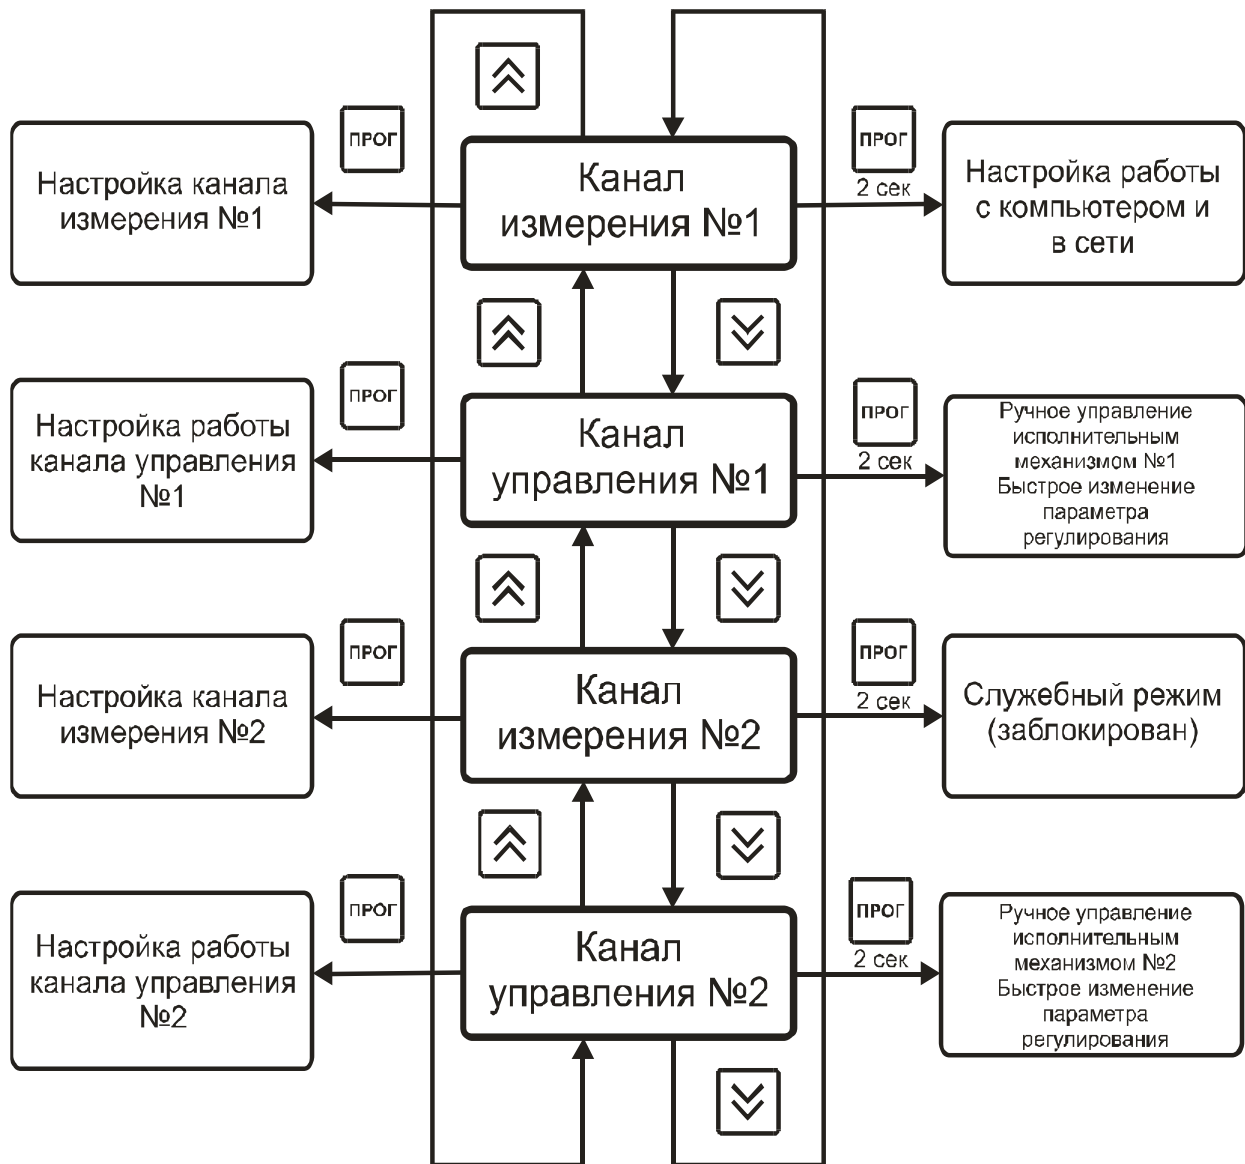 ПРОГ
ПРОГ
Настройка канала
измерения №1
Канал
измерения №1
2 сек
Настройка работы
с компьютером и
в сети
ПРОГ
ПРОГ
Настройка работы
канала управления
№1
Канал
управления №1
2 сек
Ручное управление
исполнительным
механизмом №1
Быстрое изменение
параметра
регулирования
ПРОГ
ПРОГ
Настройка канала
измерения №2
Канал
измерения №2
2 сек
Служебный режим
(заблокирован)
ПРОГ
ПРОГ
Настройка работы
канала управления
№2
Канал
управления №2
2 сек
Ручное управление
исполнительным
механизмом №2
Быстрое изменение
параметра
регулирования